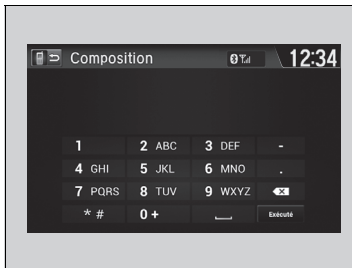 Composition 12:34
1 2 ABC 3 DEF -
4 GHI 5 JKL 6 MNO .
7 PQRS 8 TUV 9 WXYZ
* # 0 + Exécuté